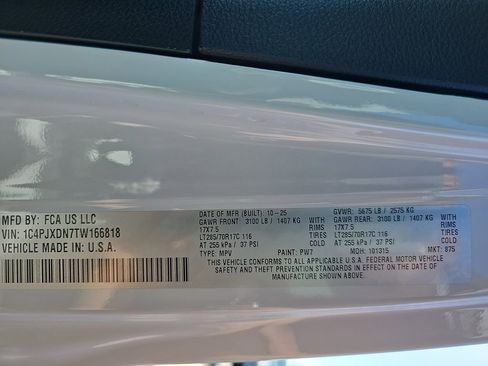 MFD BY: FCA US LLC
VIN: 1C4PJXDN7TW166818
VEHICLE MADE IN: U.S.A.
DATE OF MFR (BUILT): 10-25
GVWR: 5675 LB / 2575 KG
GAWR FRONT: 3100 LB / 1407 KG
GAWR REAR: 3100 LB / 1407 KG
17X7.5 RIMS
17X7.5 RIMS
LT285/70R17C 116 TIRES
LT285/70R17C 116 TIRES
AT 255 kPa / 37 PSI
AT 255 kPa / 37 PSI
TYPE: MPV PAINT: PW7 MDH: 101315 MKT: 875
THIS VEHICLE CONFORMS TO ALL APPLICABLE U.S.A. FEDERAL MOTOR VEHICLE
SAFETY AND THEFT PREVENTION STANDARDS IN EFFECT ON THE DATE OF
MANUFACTURE SHOWN ABOVE.